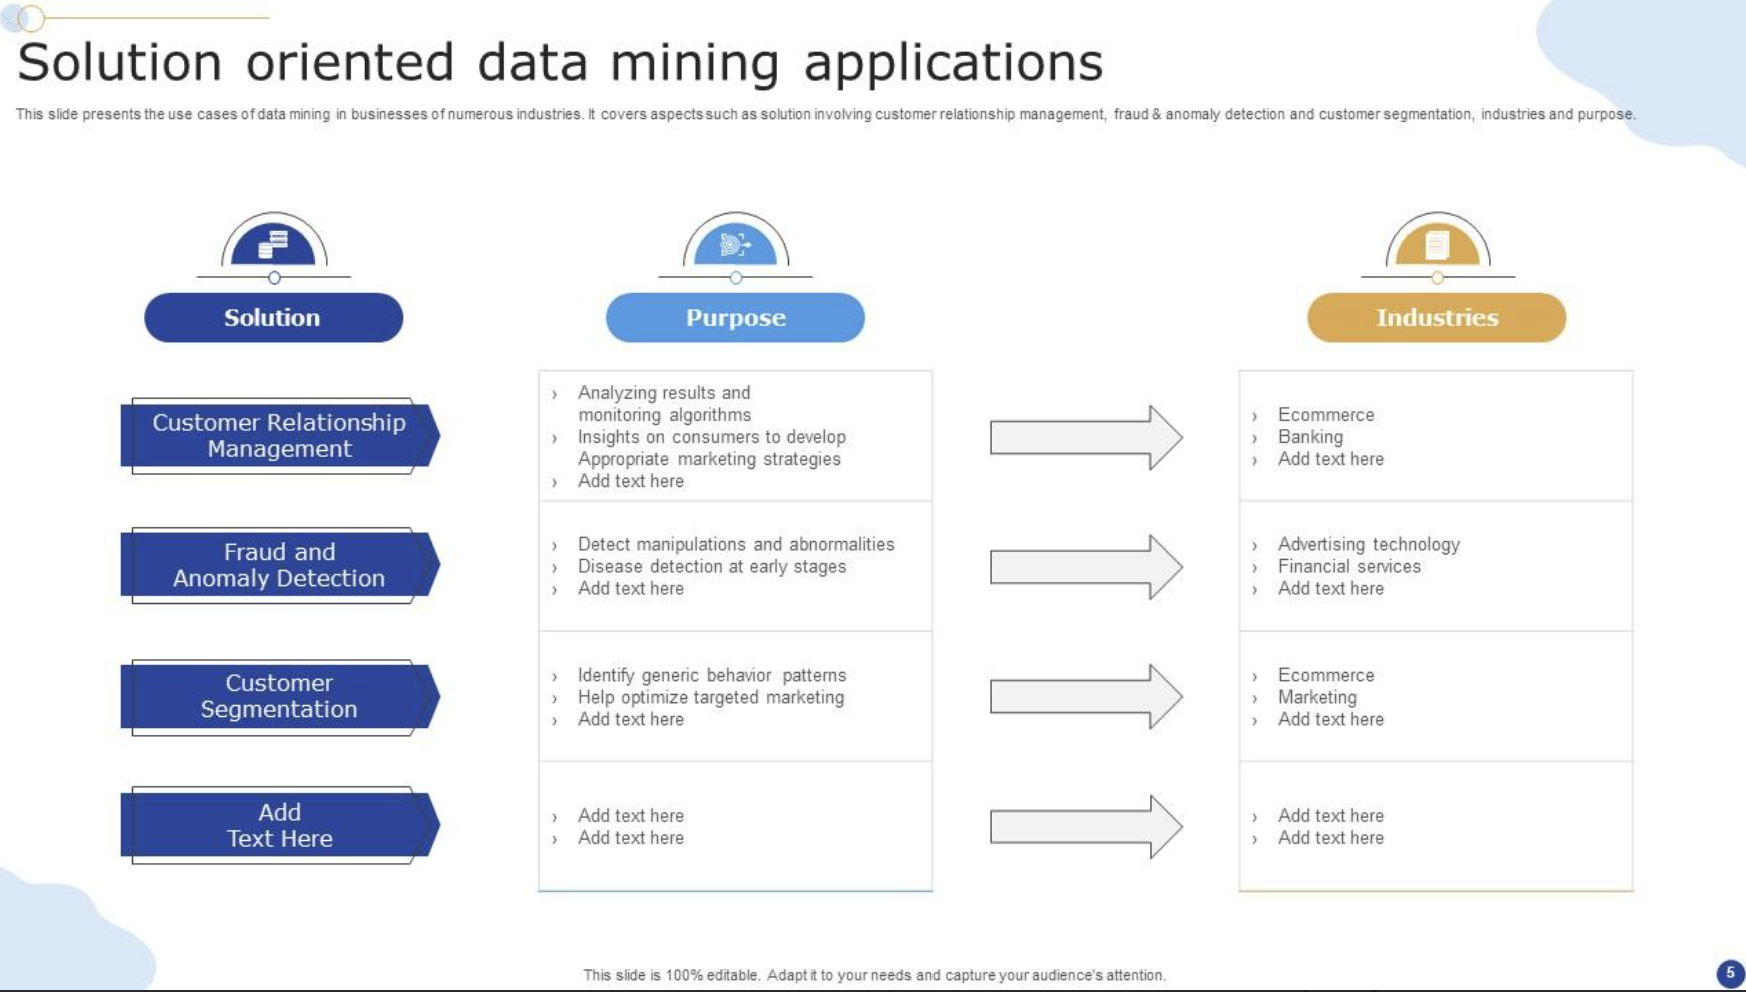 Solution oriented data mining applications
This slide presents the use cases of data mining in businesses of numerous industries. It covers aspects such as solution involving customer relationship management, fraud & anomaly detection and customer segmentation, industries and purpose.
Solution
Purpose
Industries
Customer Relationship
Management
› Analyzing results and
monitoring algorithms
› Insights on consumers to develop
Appropriate marketing strategies
› Add text here
› Ecommerce
› Banking
› Add text here
Fraud and
Anomaly Detection
› Detect manipulations and abnormalities
› Disease detection at early stages
› Add text here
› Advertising technology
› Financial services
› Add text here
Customer
Segmentation
› Identify generic behavior patterns
› Help optimize targeted marketing
› Add text here
› Ecommerce
› Marketing
› Add text here
Add
Text Here
› Add text here
› Add text here
› Add text here
› Add text here
This slide is 100% editable. Adapt it to your needs and capture your audience's attention.
5